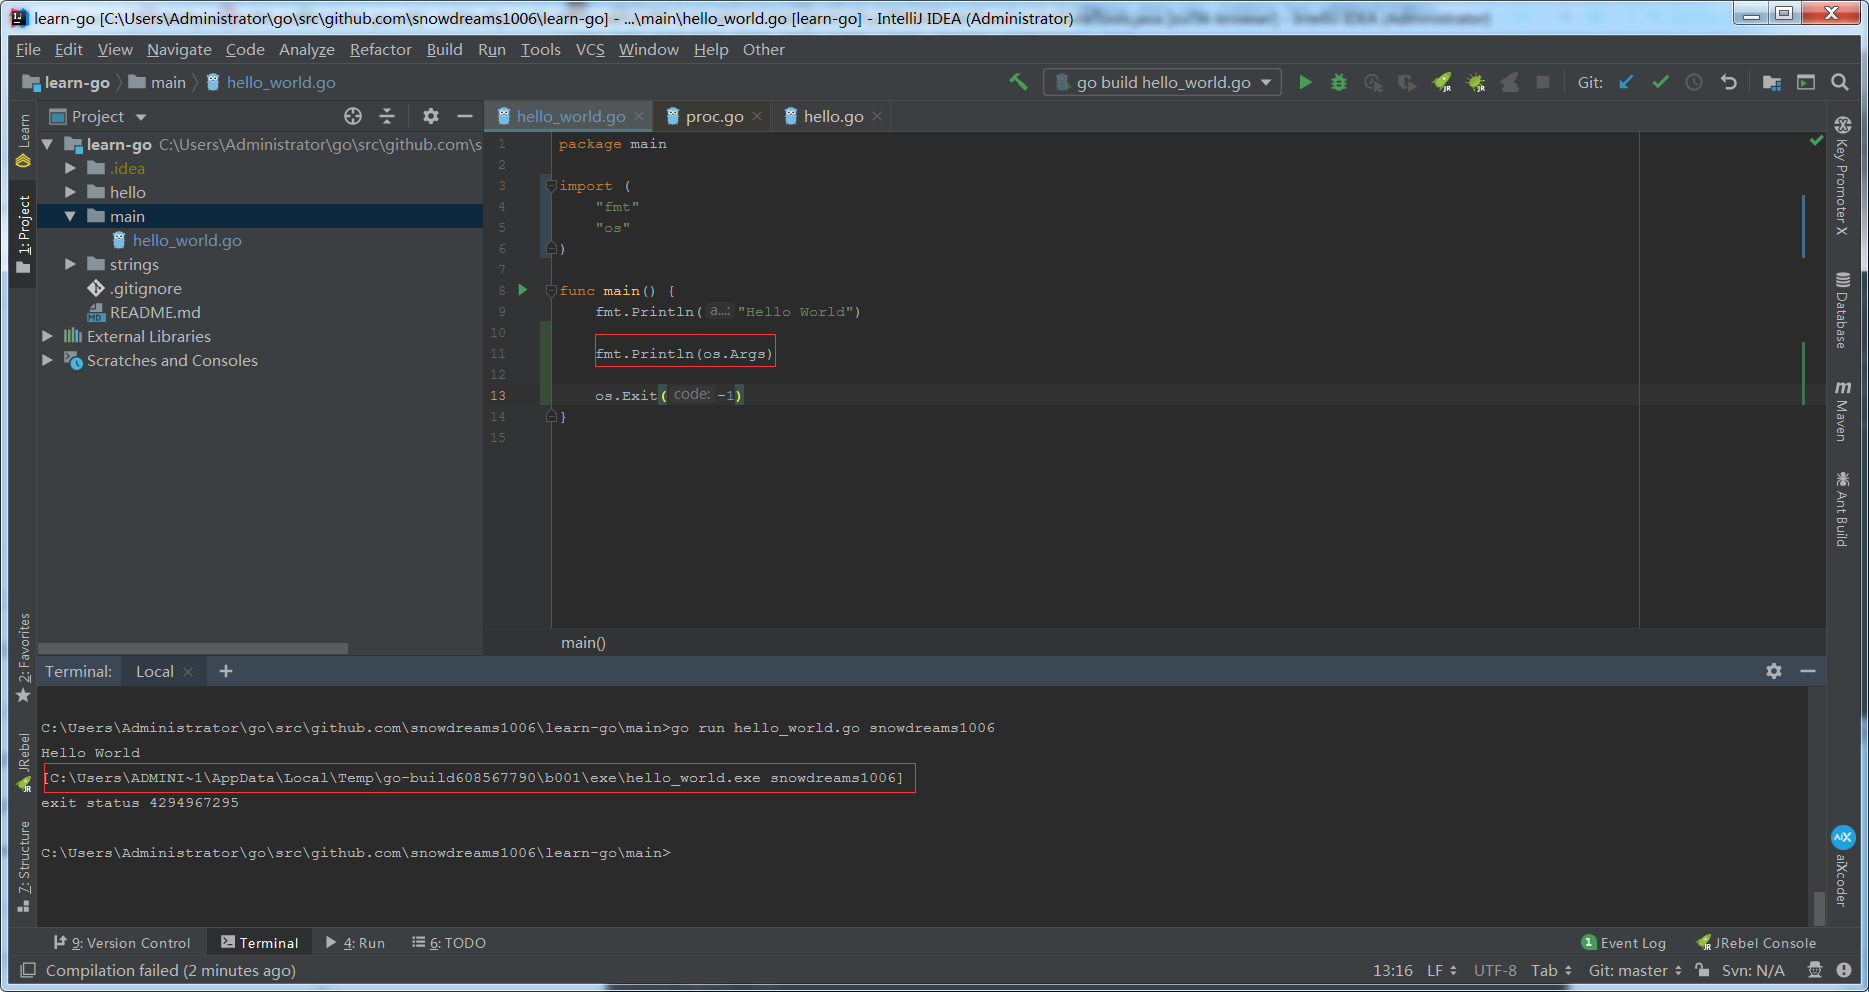 learn-go [C:\Users\Administrator\go\src\github.com\snowdreams1006\learn-go] - ...\main\hello_world.go [learn-go] - IntelliJ IDEA (Administrator)
File Edit View Navigate Code Analyze Refactor Build Run Tools VCS Window Help Other
learn-go main hello_world.go
go build hello_world.go
Git:
Project
hello_world.go
proc.go
hello.go
learn-go C:\Users\Administrator\go\src\github.com\s
.idea
hello
main
hello_world.go
strings
.gitignore
README.md
External Libraries
Scratches and Consoles
1 package main
2
3 import (
4 "fmt"
5 "os"
6 )
7
8 func main() {
9 fmt.Println( a...: "Hello World")
10
11 fmt.Println(os.Args)
12
13 os.Exit( code: -1)
14 }
15
main()
Learn
1: Project
2: Favorites
JRebel
Z: Structure
Key Promoter X
Database
m
Maven
Ant Build
aiXcoder
Terminal: Local +
C:\Users\Administrator\go\src\github.com\snowdreams1006\learn-go\main>go run hello_world.go snowdreams1006
Hello World
[C:\Users\ADMINI~1\AppData\Local\Temp\go-build608567790\b001\exe\hello_world.exe snowdreams1006]
exit status 4294967295
C:\Users\Administrator\go\src\github.com\snowdreams1006\learn-go\main>
9: Version Control Terminal 4: Run 6: TODO
1 Event Log JRebel Console
Compilation failed (2 minutes ago)
13:16 LF UTF-8 Tab Git: master Svn: N/A